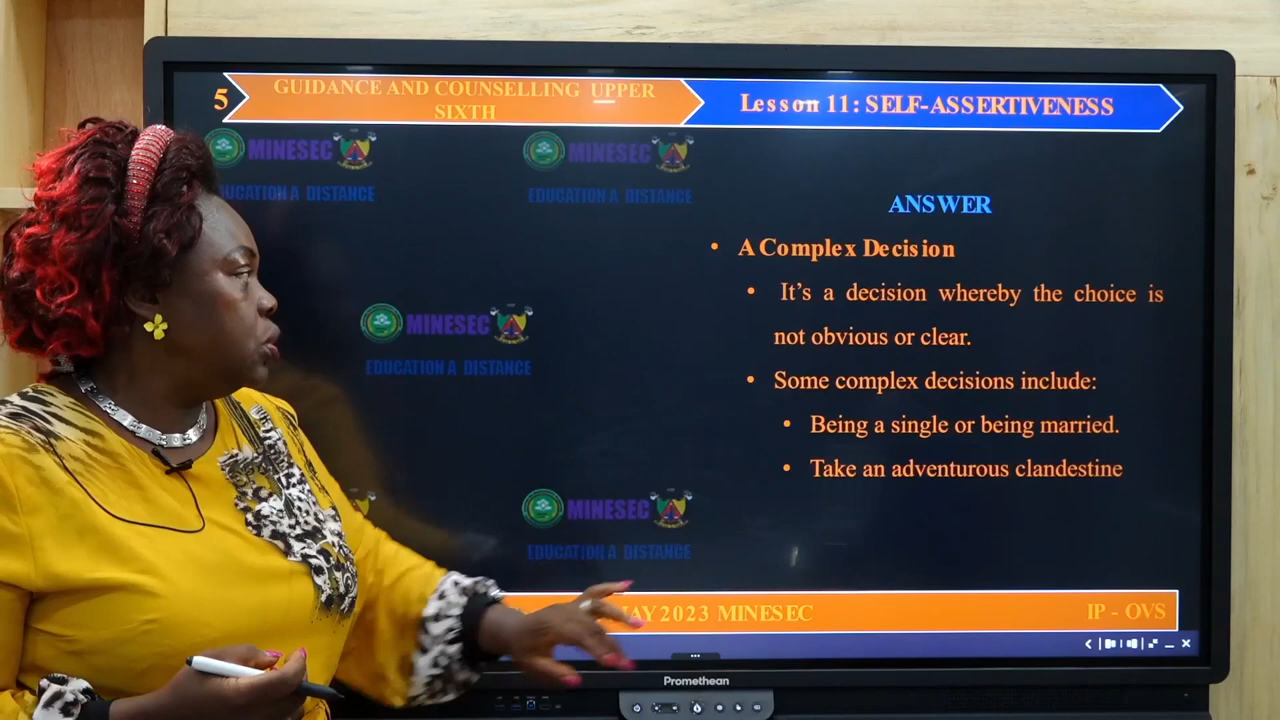 5
GUIDANCE AND COUNSELLING UPPER
SIXTH
Lesson 11: SELF-ASSERTIVENESS
MINESEC
EDUCATION A DISTANCE
MINESEC
EDUCATION A DISTANCE
ANSWER
• A Complex Decision
• It's a decision whereby the choice is
not obvious or clear.
MINESEC
EDUCATION A DISTANCE
• Some complex decisions include:
• Being a single or being married.
• Take an adventurous clandestine
MINESEC
EDUCATION A DISTANCE
2023 MINESEC
IP - OVS
Promethean